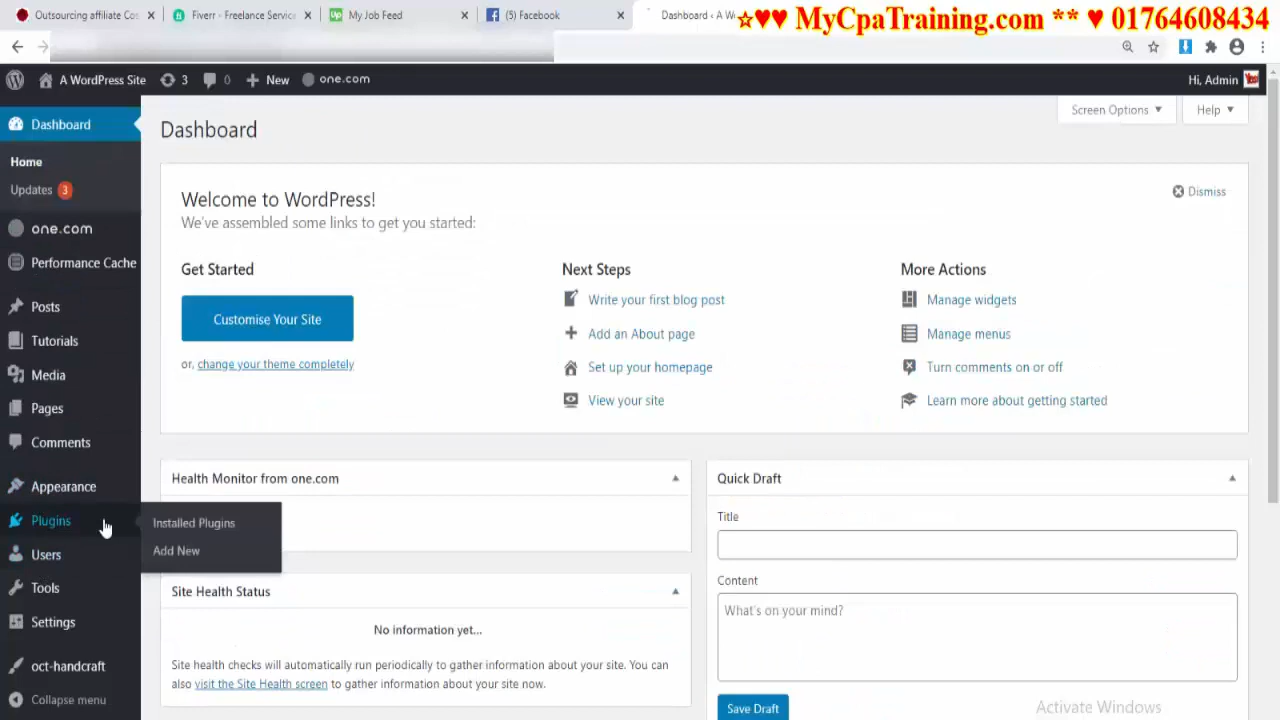 Outsourcing affiliate Cos
Fiverr - Freelance Service
My Job Feed
(5) Facebook
Dashboard ‹ A W
☆♥♥ MyCpaTraining.com ** ♥ 01764608434
A WordPress Site
3
0
New
one.com
Hi, Admin
Screen Options
Help
Dashboard
Home
Updates 3
one.com
Performance Cache
Posts
Tutorials
Media
Pages
Comments
Appearance
Plugins
Users
Tools
Settings
oct-handcraft
Collapse menu
Installed Plugins
Add New
Dashboard
Welcome to WordPress!
We've assembled some links to get you started:
Dismiss
Get Started
Customise Your Site
or, change your theme completely
Next Steps
Write your first blog post
Add an About page
Set up your homepage
View your site
More Actions
Manage widgets
Manage menus
Turn comments on or off
Learn more about getting started
Health Monitor from one.com
Site Health Status
No information yet...
Site health checks will automatically run periodically to gather information about your site. You can
also visit the Site Health screen to gather information about your site now.
Quick Draft
Title
Content
What's on your mind?
Save Draft
Activate Windows